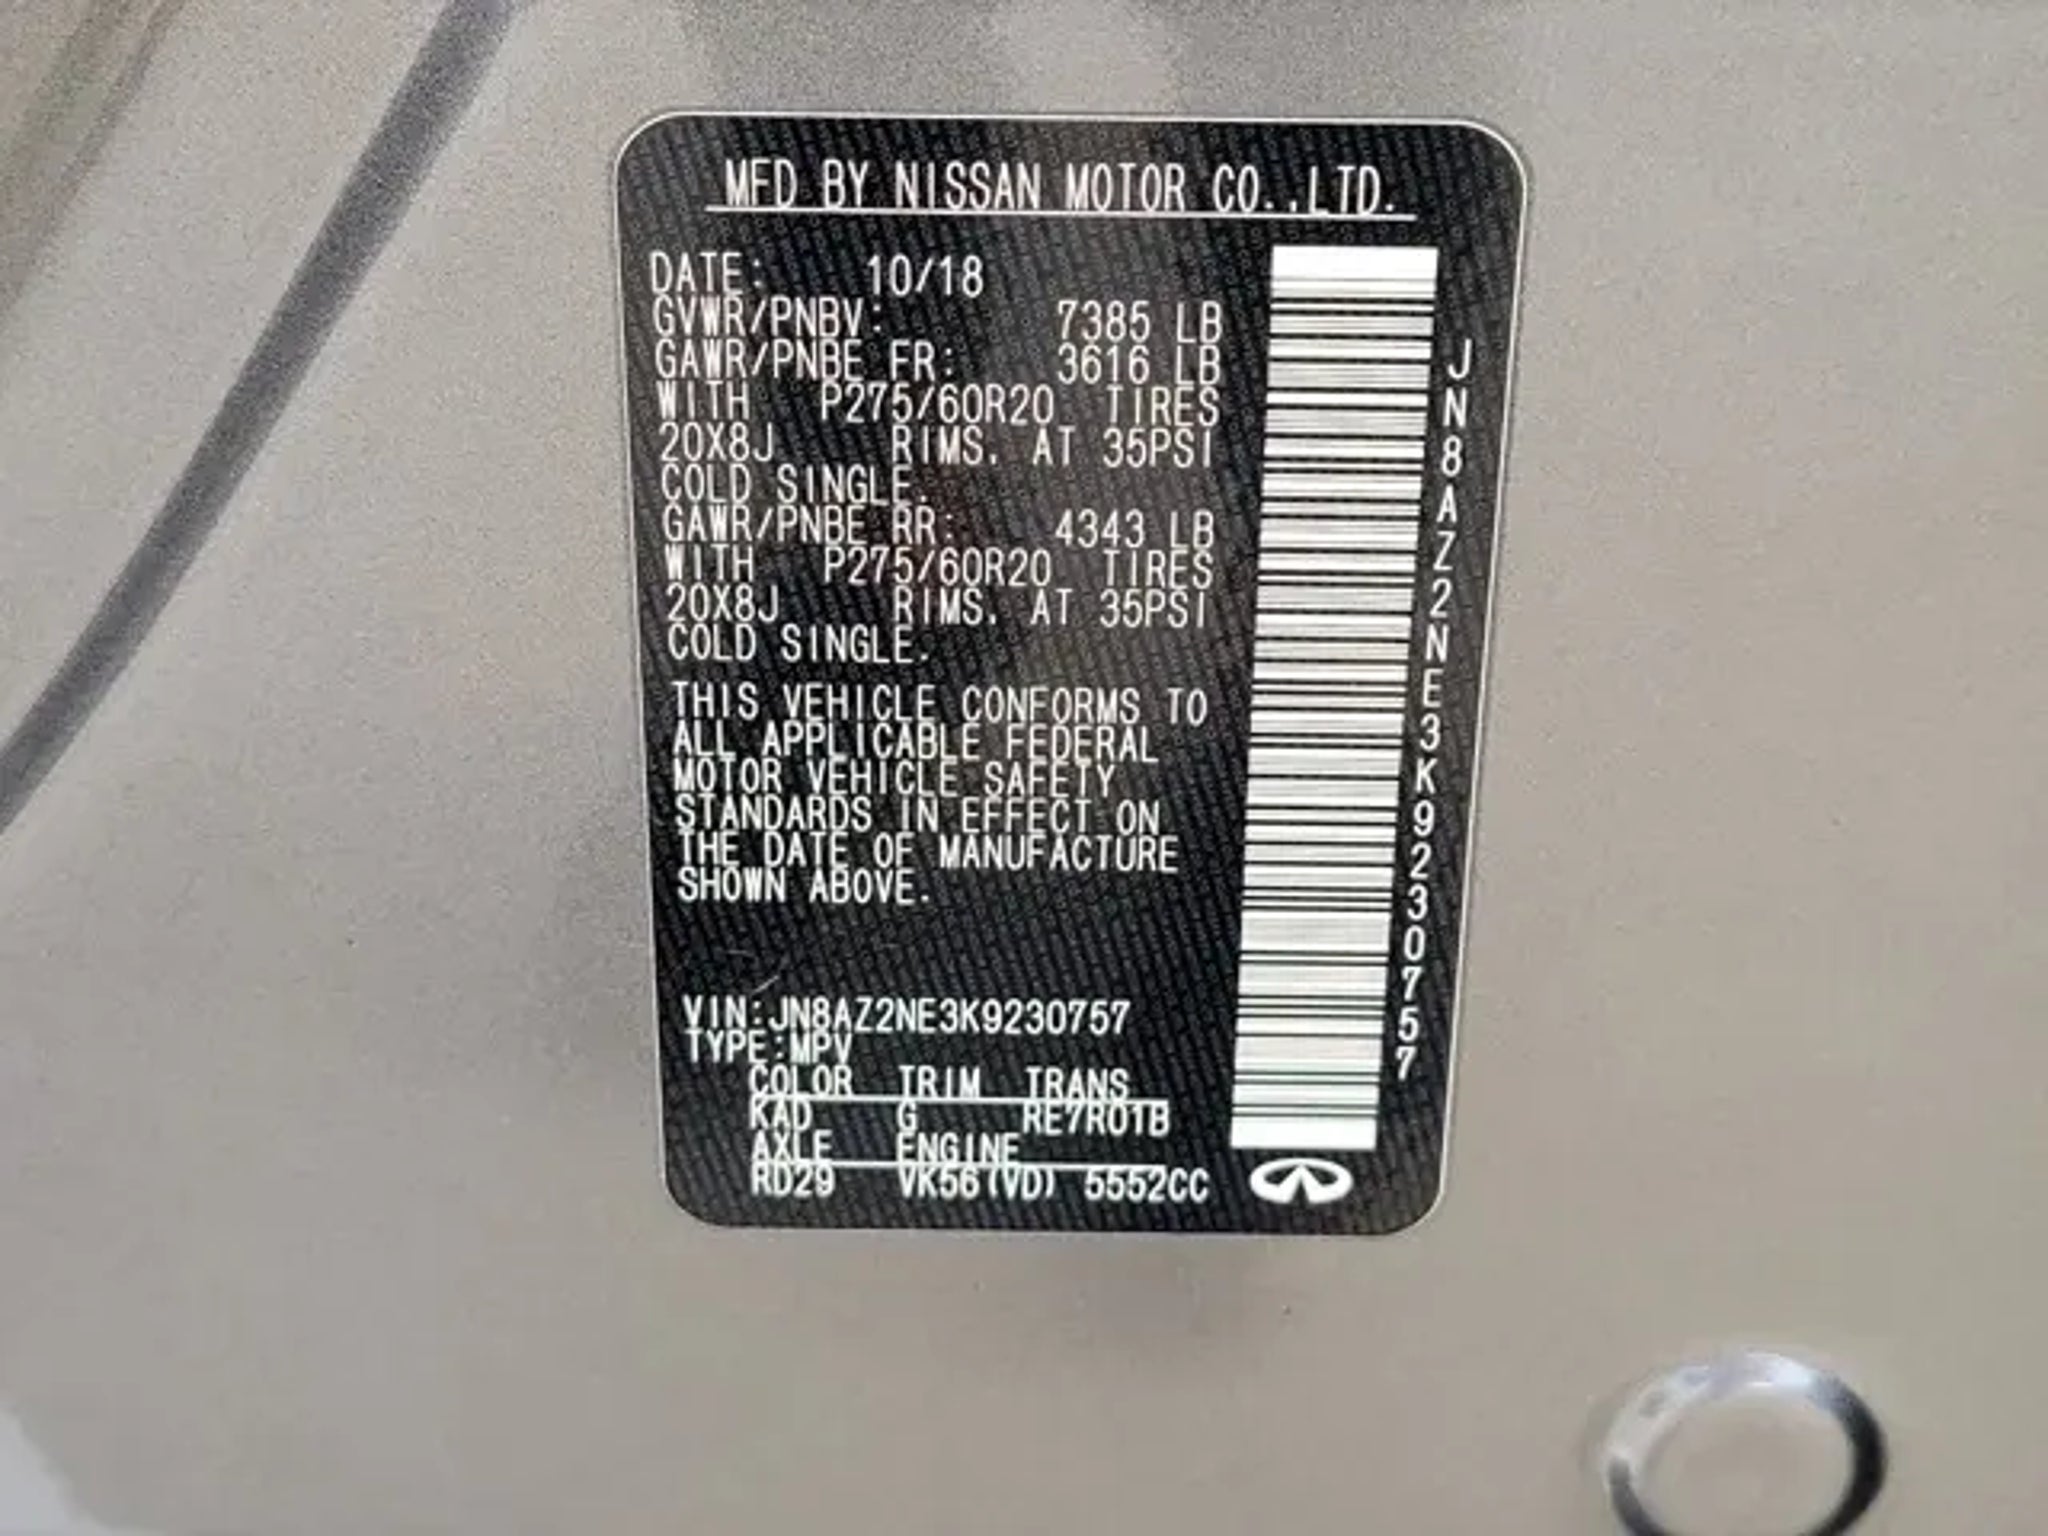 MFD BY NISSAN MOTOR CO.,LTD.
DATE: 10/18
GVWR/PNBV: 7385 LB
GAWR/PNBE FR: 3616 LB
WITH P275/60R20 TIRES
20X8J RIMS. AT 35PSI
COLD SINGLE.
GAWR/PNBE RR: 4343 LB
WITH P275/60R20 TIRES
20X8J RIMS. AT 35PSI
COLD SINGLE.
THIS VEHICLE CONFORMS TO
ALL APPLICABLE FEDERAL
MOTOR VEHICLE SAFETY
STANDARDS IN EFFECT ON
THE DATE OF MANUFACTURE
SHOWN ABOVE.
VIN:JN8AZ2NE3K9230757
TYPE:MPV
COLOR TRIM TRANS
KAD G RE7R01B
AXLE ENGINE
RD29 VK56(VD) 5552CC
JN8AZ2NE3K9230757